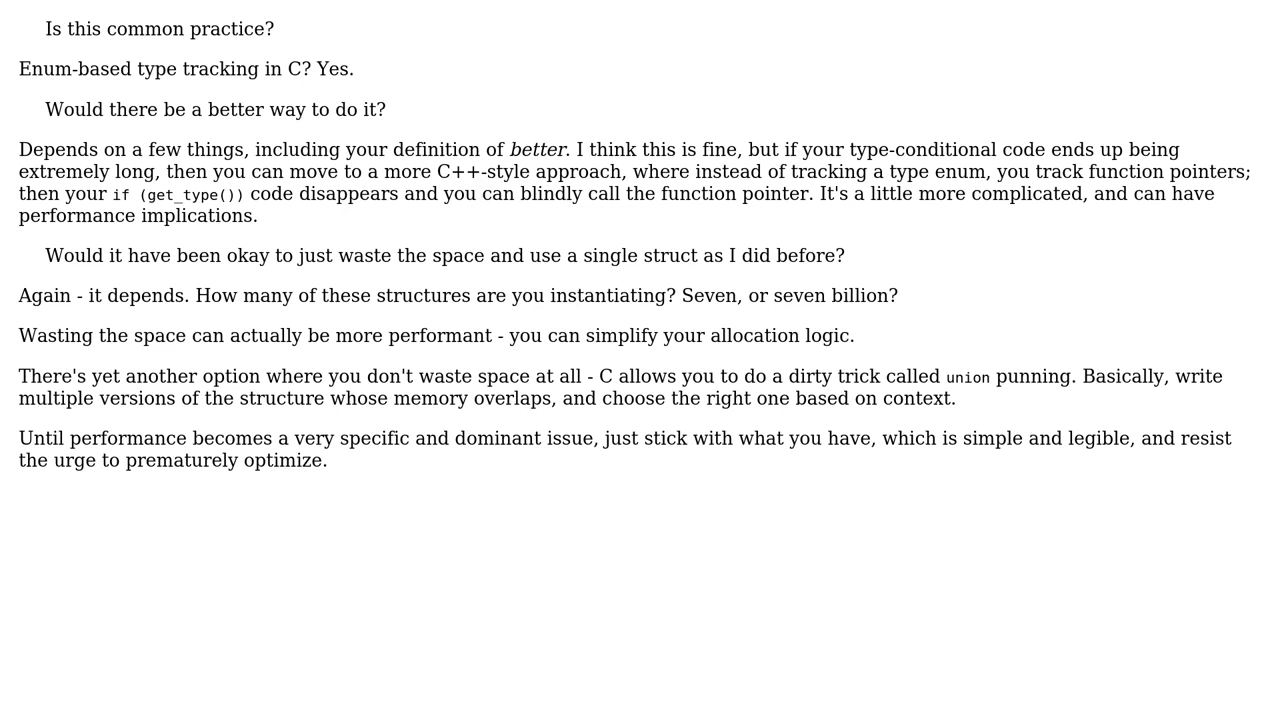 Is this common practice?
Enum-based type tracking in C? Yes.
Would there be a better way to do it?
Depends on a few things, including your definition of better. I think this is fine, but if your type-conditional code ends up being
extremely long, then you can move to a more C++-style approach, where instead of tracking a type enum, you track function pointers;
then your if (get_type()) code disappears and you can blindly call the function pointer. It's a little more complicated, and can have
performance implications.
Would it have been okay to just waste the space and use a single struct as I did before?
Again - it depends. How many of these structures are you instantiating? Seven, or seven billion?
Wasting the space can actually be more performant - you can simplify your allocation logic.
There's yet another option where you don't waste space at all - C allows you to do a dirty trick called union punning. Basically, write
multiple versions of the structure whose memory overlaps, and choose the right one based on context.
Until performance becomes a very specific and dominant issue, just stick with what you have, which is simple and legible, and resist
the urge to prematurely optimize.